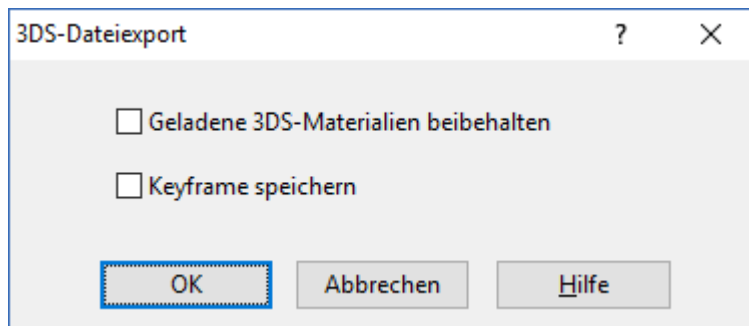 3DS-Dateiexport ?
Geladene 3DS-Materialien beibehalten
Keyframe speichern
OK Abbrechen Hilfe